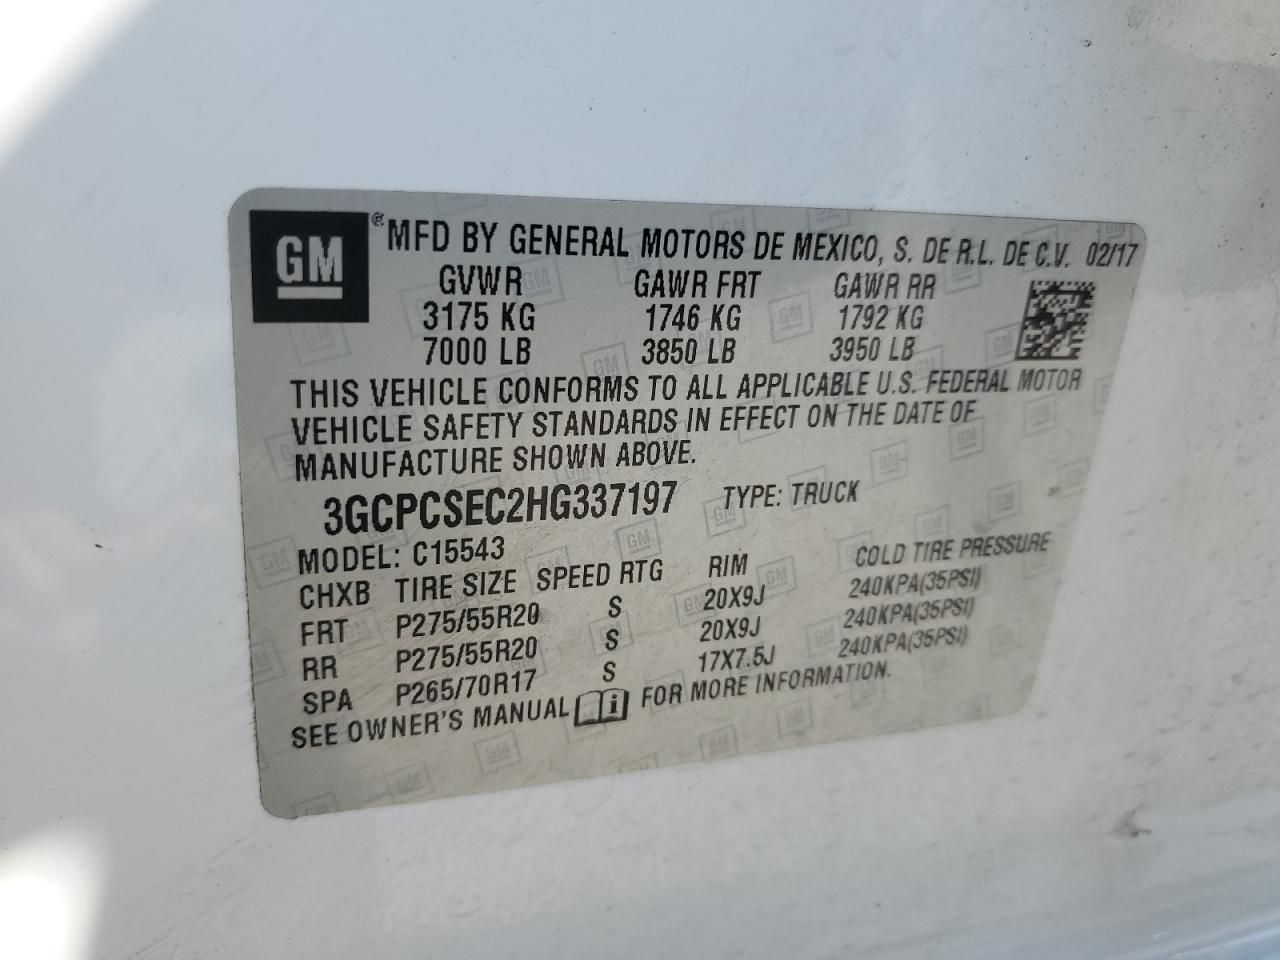 GM
® MFD BY GENERAL MOTORS DE MEXICO, S. DE R.L. DE C.V. 02/17
GVWR GAWR FRT GAWR RR
3175 KG 1746 KG 1792 KG
7000 LB 3850 LB 3950 LB
THIS VEHICLE CONFORMS TO ALL APPLICABLE U.S. FEDERAL MOTOR
VEHICLE SAFETY STANDARDS IN EFFECT ON THE DATE OF
MANUFACTURE SHOWN ABOVE.
3GCPCSEC2HG337197 TYPE: TRUCK
MODEL: C15543
CHXB TIRE SIZE SPEED RTG RIM COLD TIRE PRESSURE
FRT P275/55R20 S 20X9J 240KPA(35PSI)
RR P275/55R20 S 20X9J 240KPA(35PSI)
SPA P265/70R17 S 17X7.5J 240KPA(35PSI)
SEE OWNER'S MANUAL i FOR MORE INFORMATION.